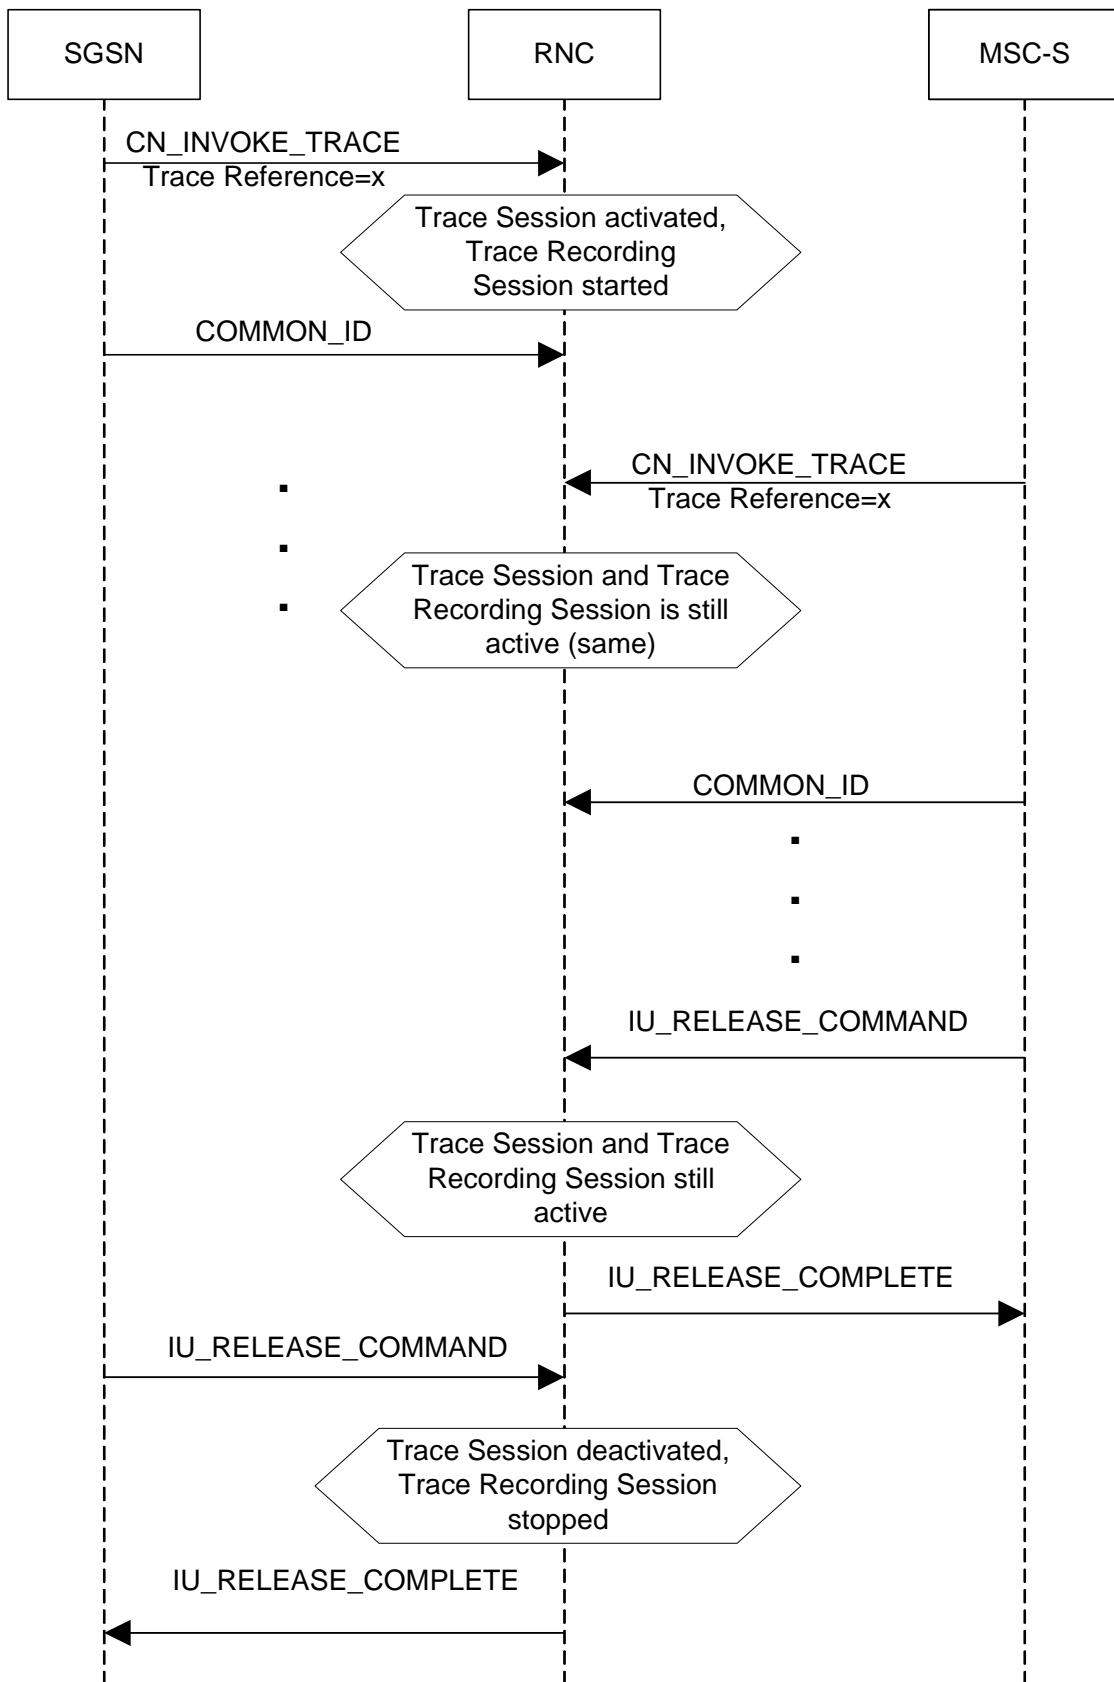 SGSN
RNC
MSC-S
CN_INVOKE_TRACE
Trace Reference=x
Trace Session activated,
Trace Recording
Session started
COMMON_ID
CN_INVOKE_TRACE
Trace Reference=x
Trace Session and Trace
Recording Session is still
active (same)
COMMON_ID
IU_RELEASE_COMMAND
Trace Session and Trace
Recording Session still
active
IU_RELEASE_COMPLETE
IU_RELEASE_COMMAND
Trace Session deactivated,
Trace Recording Session
stopped
IU_RELEASE_COMPLETE